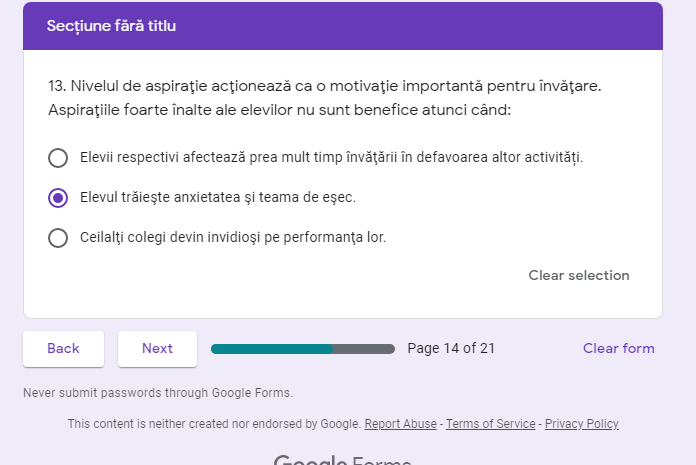 Secțiune fără titlu
13. Nivelul de aspiraţie acţionează ca o motivaţie importantă pentru învăţare.
Aspiraţiile foarte înalte ale elevilor nu sunt benefice atunci când:
Elevii respectivi afectează prea mult timp învăţării în defavoarea altor activităţi.
Elevul trăieşte anxietatea şi teama de eşec.
Ceilalţi colegi devin invidioşi pe performanţa lor.
Clear selection
Back Next Page 14 of 21 Clear form
Never submit passwords through Google Forms.
This content is neither created nor endorsed by Google. Report Abuse - Terms of Service - Privacy Policy
Google Forms